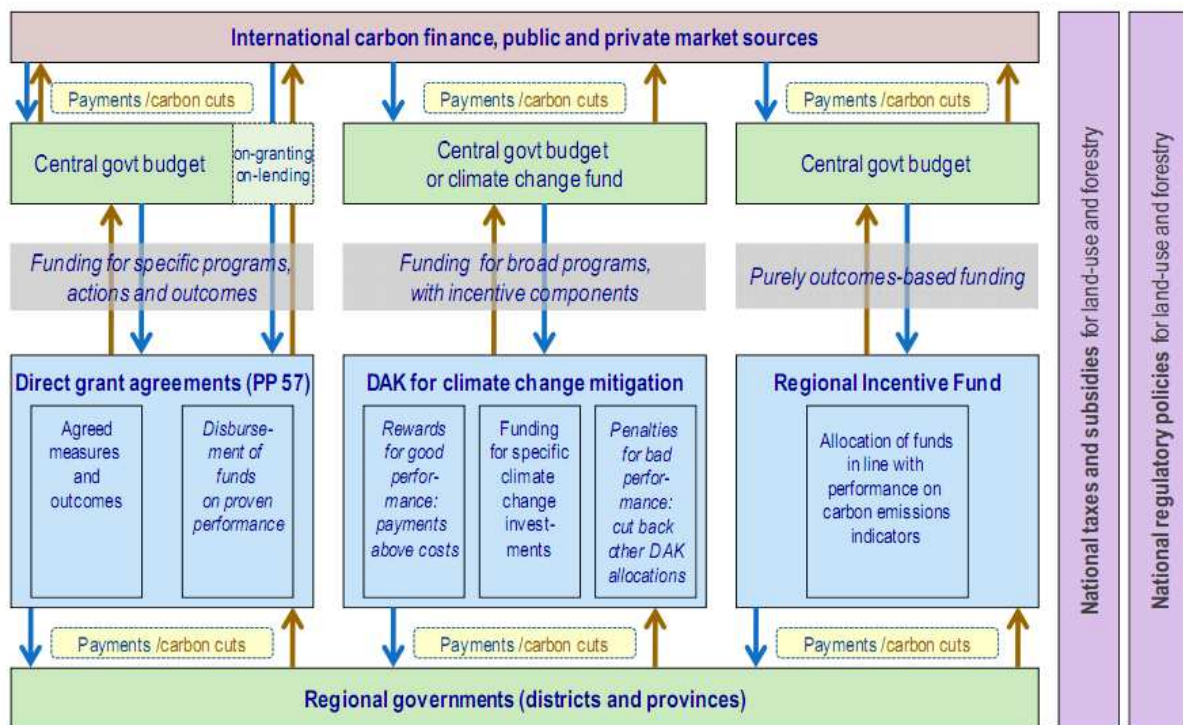 International carbon finance, public and private market sources
Payments /carbon cuts
Payments /carbon cuts
Payments /carbon cuts
Central govt budget
on-granting
on-lending
Central govt budget
or climate change fund
Central govt budget
Funding for specific programs,
actions and outcomes
Funding for broad programs,
with incentive components
Purely outcomes-based funding
Direct grant agreements (PP 57)
Agreed
measures
and
outcomes
Disburse-
ment of
funds
on proven
performance
DAK for climate change mitigation
Rewards
for good
perfor-
mance:
payments
above costs
Funding
for specific
climate
change
invest-
ments
Penalties
for bad
perfor-
mance:
cut back
other DAK
allocations
Regional Incentive Fund
Allocation of funds
in line with
performance on
carbon emissions
indicators
Payments /carbon cuts
Payments /carbon cuts
Payments /carbon cuts
Regional governments (districts and provinces)
National taxes and subsidies for land-use and forestry
National regulatory policies for land-use and forestry